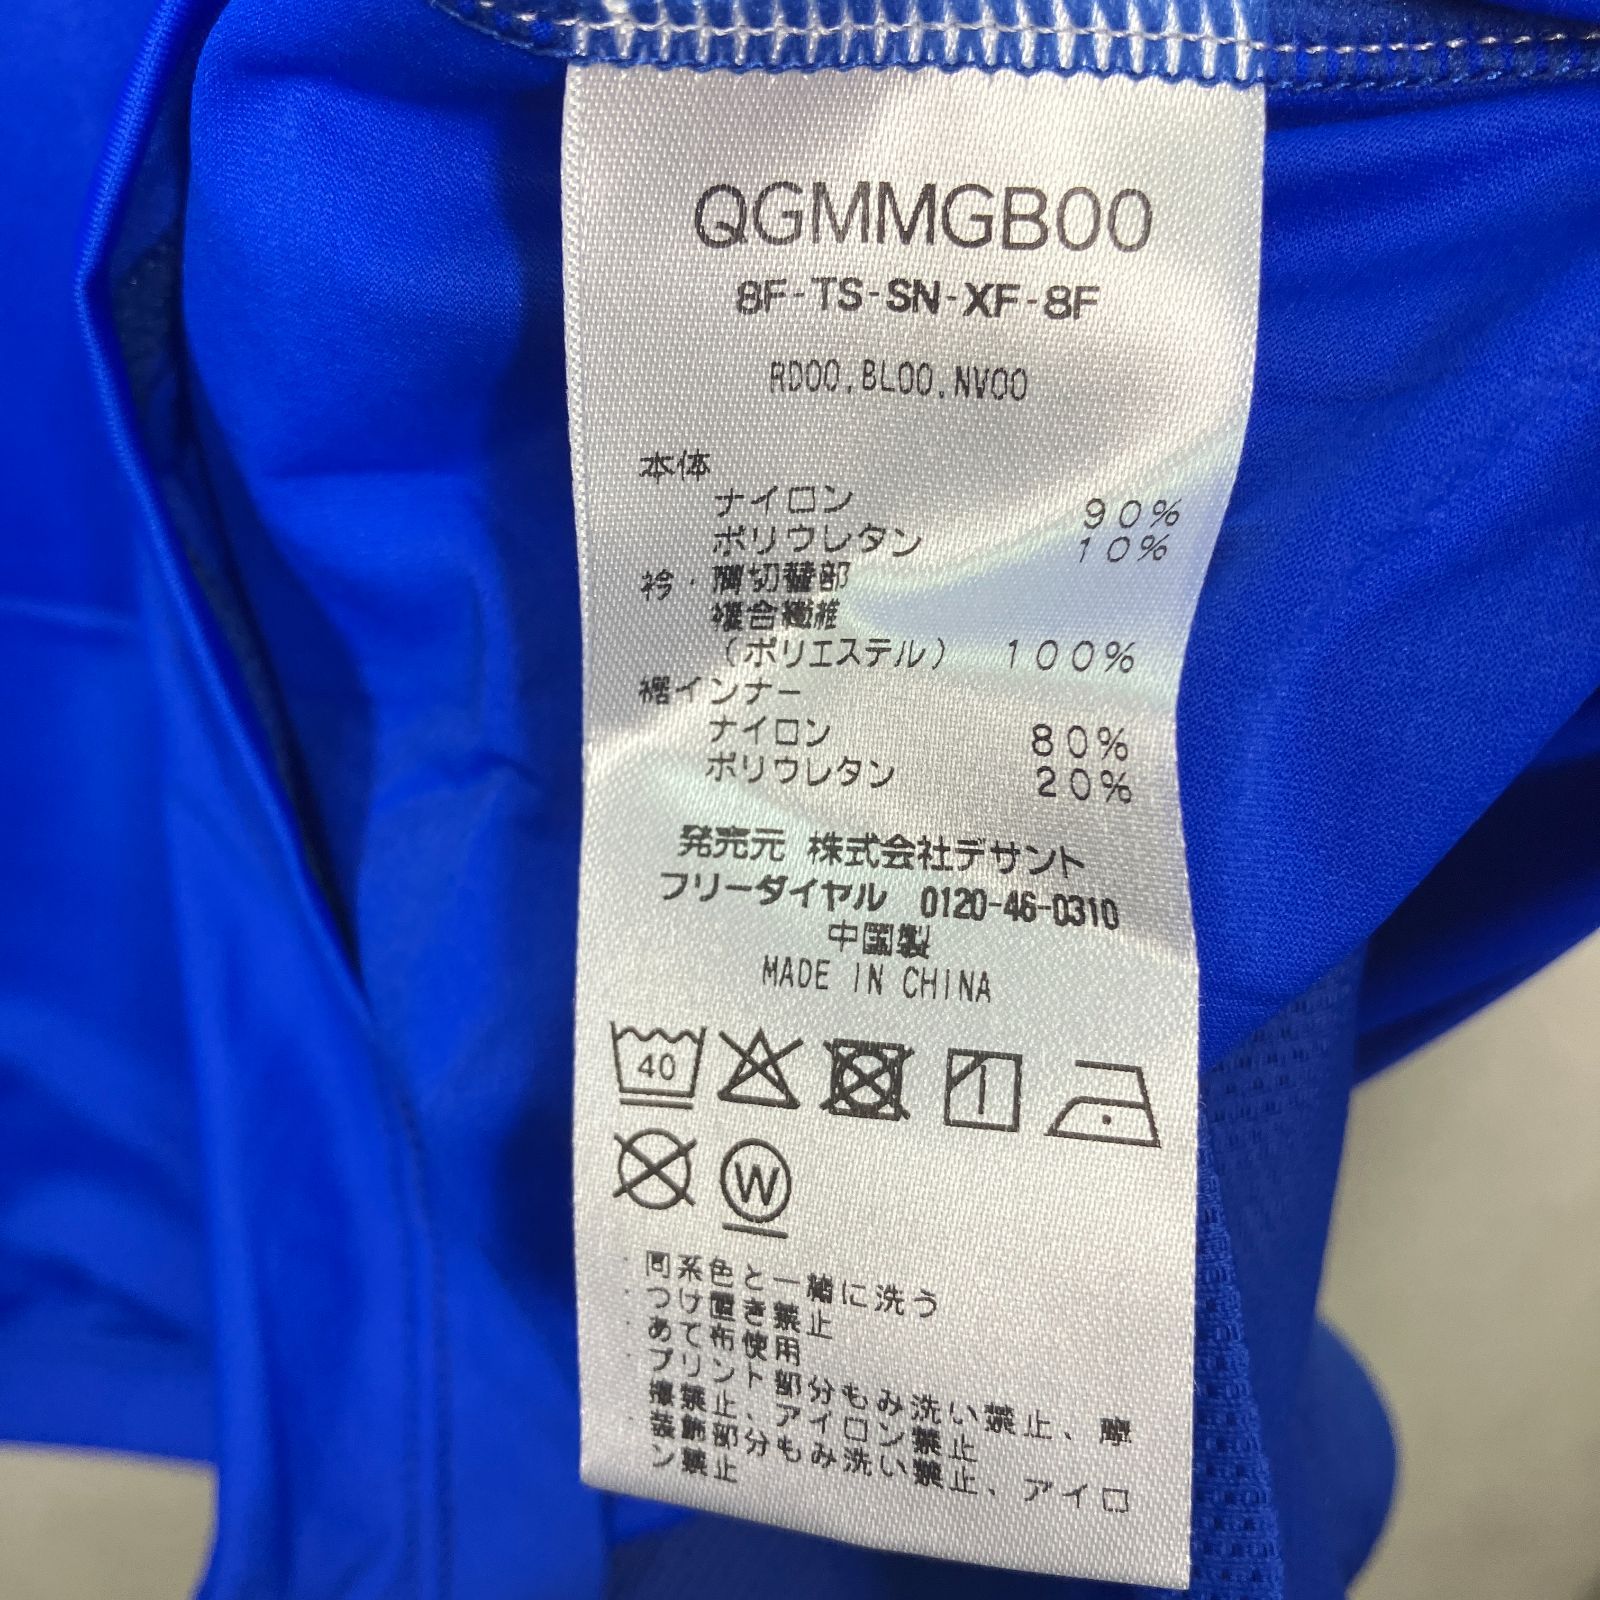 QGMMGB00
8F-TS-SN-XF-8F
RD00,BL00,NV00
本体
ナイロン 90%
ポリウレタン 10%
衿・肩切替部
複合繊維
(ポリエステル) 100%
裾インナー
ナイロン 80%
ポリウレタン 20%
発売元 株式会社デサント
フリーダイヤル 0120-46-0310
中国製
MADE IN CHINA
40
W
・同系色と一緒に洗う
・つけ置き禁止
・あて布使用
・プリント部分もみ洗い禁止、摩
擦禁止、アイロン禁止
・装飾部分もみ洗い禁止、アイロ
ン禁止